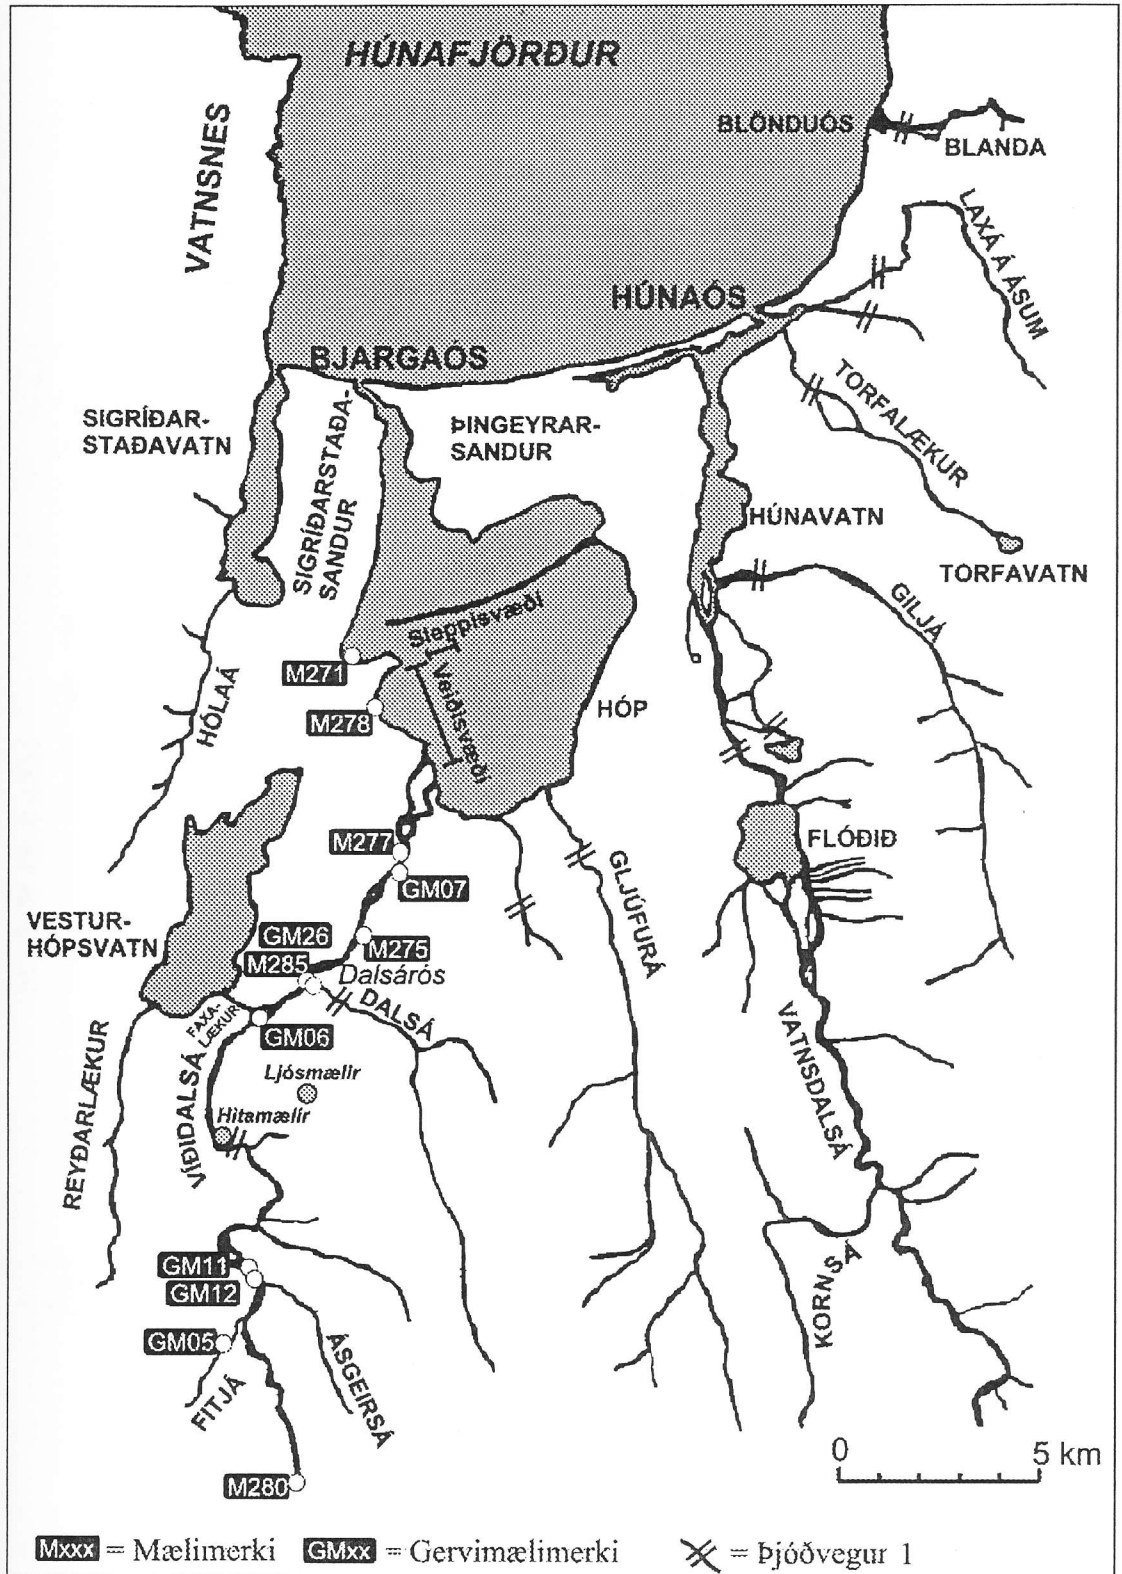 HÚNAFJÖRÐUR
VATNSNES
BLÖNDUÓS
BLANDA
LAXÁ Á ÁSUM
HÚNAÓS
BJARGAÓS
TORFALÆKUR
SIGRÍÐAR-
STAÐAVATN
SIGRÍÐARSTAÐA-
SANDUR
ÞINGEYRAR-
SANDUR
HÚNAVATN
TORFAVATN
GILJÁ
Sleppisvæði
M271
Veiðisvæði
HÓLAÁ
M278
HÓP
M277
FLÓÐIÐ
GM07
GLJÚFURÁ
VESTUR-
HÓPSVATN
GM26
M275
M285
Dalsárós
DALSÁ
FAXA-
LÆKUR
GM06
VATNSDALSÁ
REYÐARLÆKUR
VÍÐIDALSÁ
Ljósmælir
Hitamælir
GM11
GM12
KORNSÁ
GM05
FITJÁ
ÁSGEIRSÁ
M280
0 5 km
Mxxx = Mælimerki GMxx = Gervimælimerki = Þjóðvegur 1